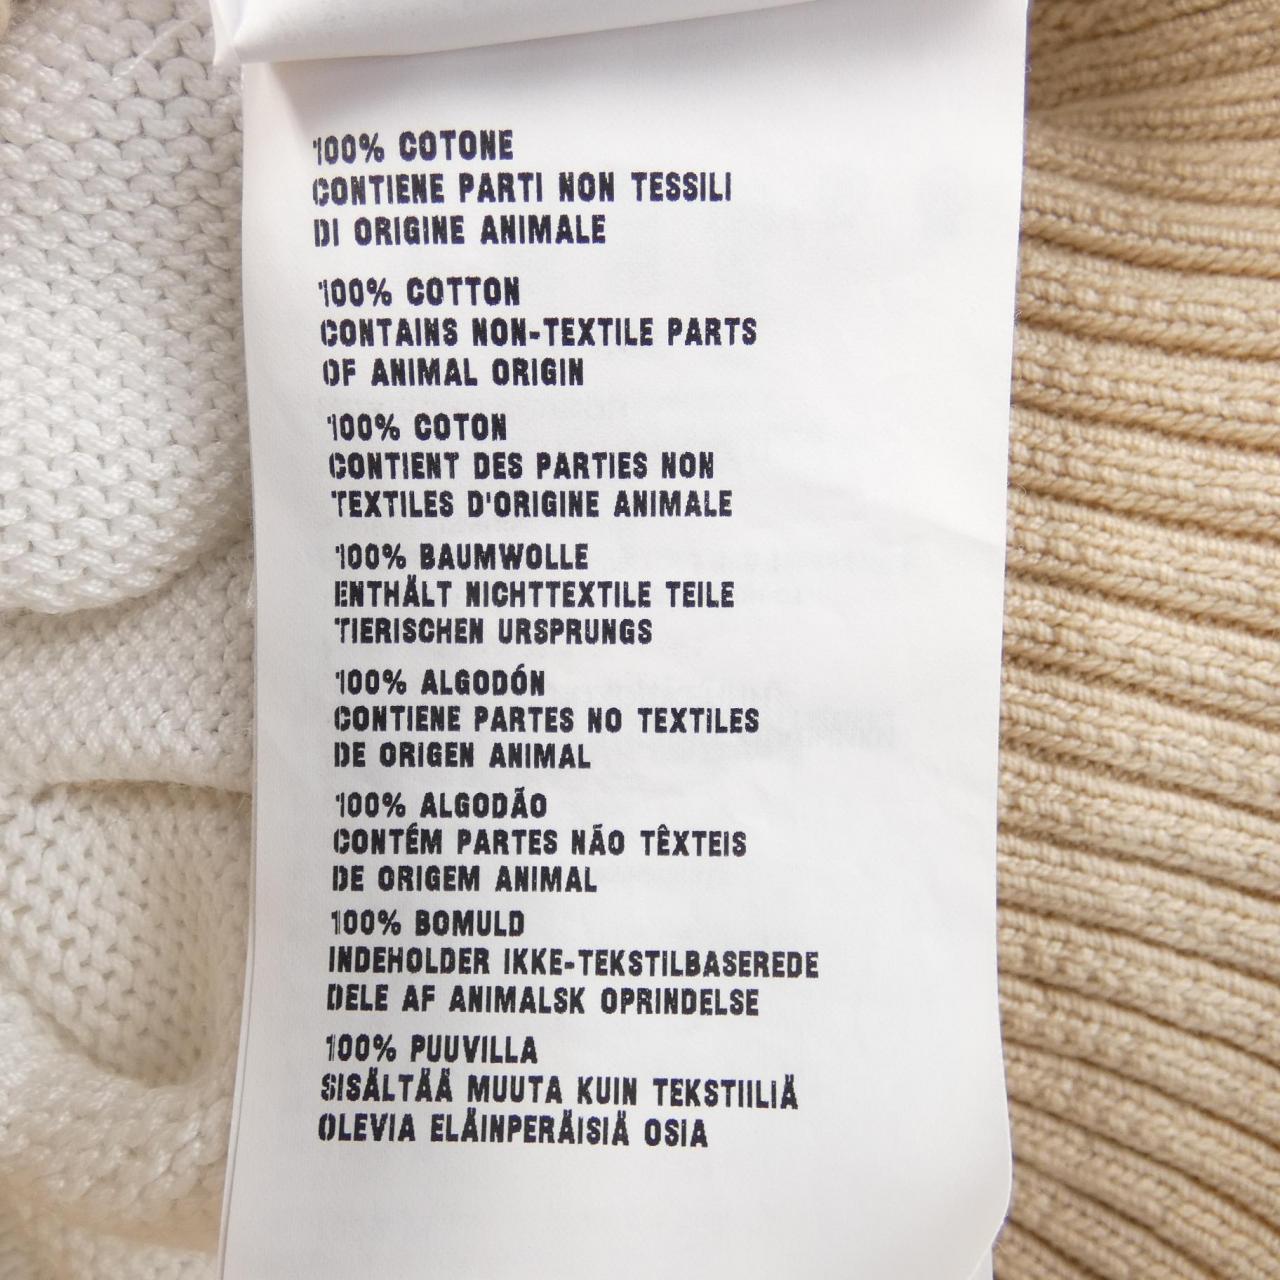 100% COTONE
CONTIENE PARTI NON TESSILI
DI ORIGINE ANIMALE
100% COTTON
CONTAINS NON-TEXTILE PARTS
OF ANIMAL ORIGIN
100% COTON
CONTIENT DES PARTIES NON
TEXTILES D'ORIGINE ANIMALE
100% BAUMWOLLE
ENTHÄLT NICHTTEXTILE TEILE
TIERISCHEN URSPRUNGS
100% ALGODÓN
CONTIENE PARTES NO TEXTILES
DE ORIGEN ANIMAL
100% ALGODÃO
CONTÉM PARTES NÃO TÊXTEIS
DE ORIGEM ANIMAL
100% BOMULD
INDEHOLDER IKKE-TEKSTILBASEREDE
DELE AF ANIMALSK OPRINDELSE
100% PUUVILLA
SISÄLTÄÄ MUUTA KUIN TEKSTIILIÄ
OLEVIA ELÄINPERÄISIÄ OSIA